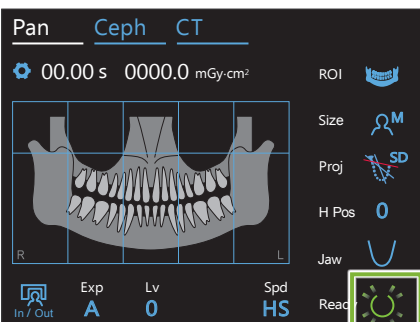 Pan Ceph CT
00.00 s 0000.0 mGy·cm²
ROI
Size M
Proj SD
H Pos 0
R L
Jaw
Exp Lv Spd
In / Out A 0 HS
Ready